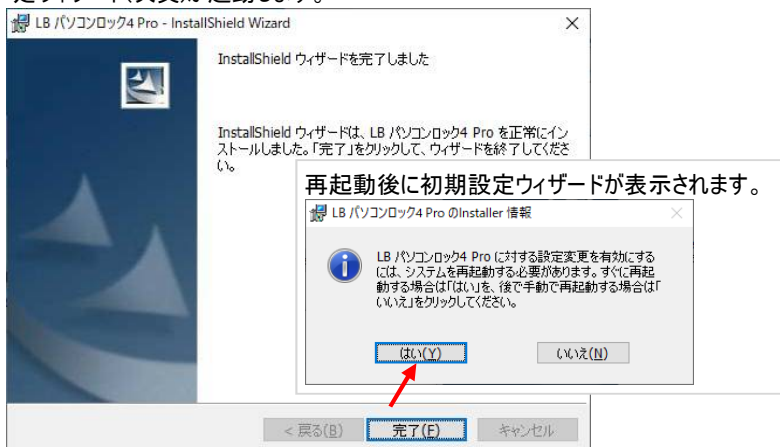 LB パソコンロック4 Pro - InstallShield Wizard
InstallShield ウィザードを完了しました
InstallShield ウィザードは、LB パソコンロック4 Pro を正常にイン
ストールしました。「完了」をクリックして、ウィザードを終了してくださ
い。
再起動後に初期設定ウィザードが表示されます。
LB パソコンロック4 Pro のInstaller 情報
LB パソコンロック4 Pro に対する設定変更を有効にする
には、システムを再起動する必要があります。すぐに再起
動する場合は「はい」を、後で手動で再起動する場合は「
いいえ」をクリックしてください。
はい(Y)
いいえ(N)
< 戻る(B)
完了(F)
キャンセル